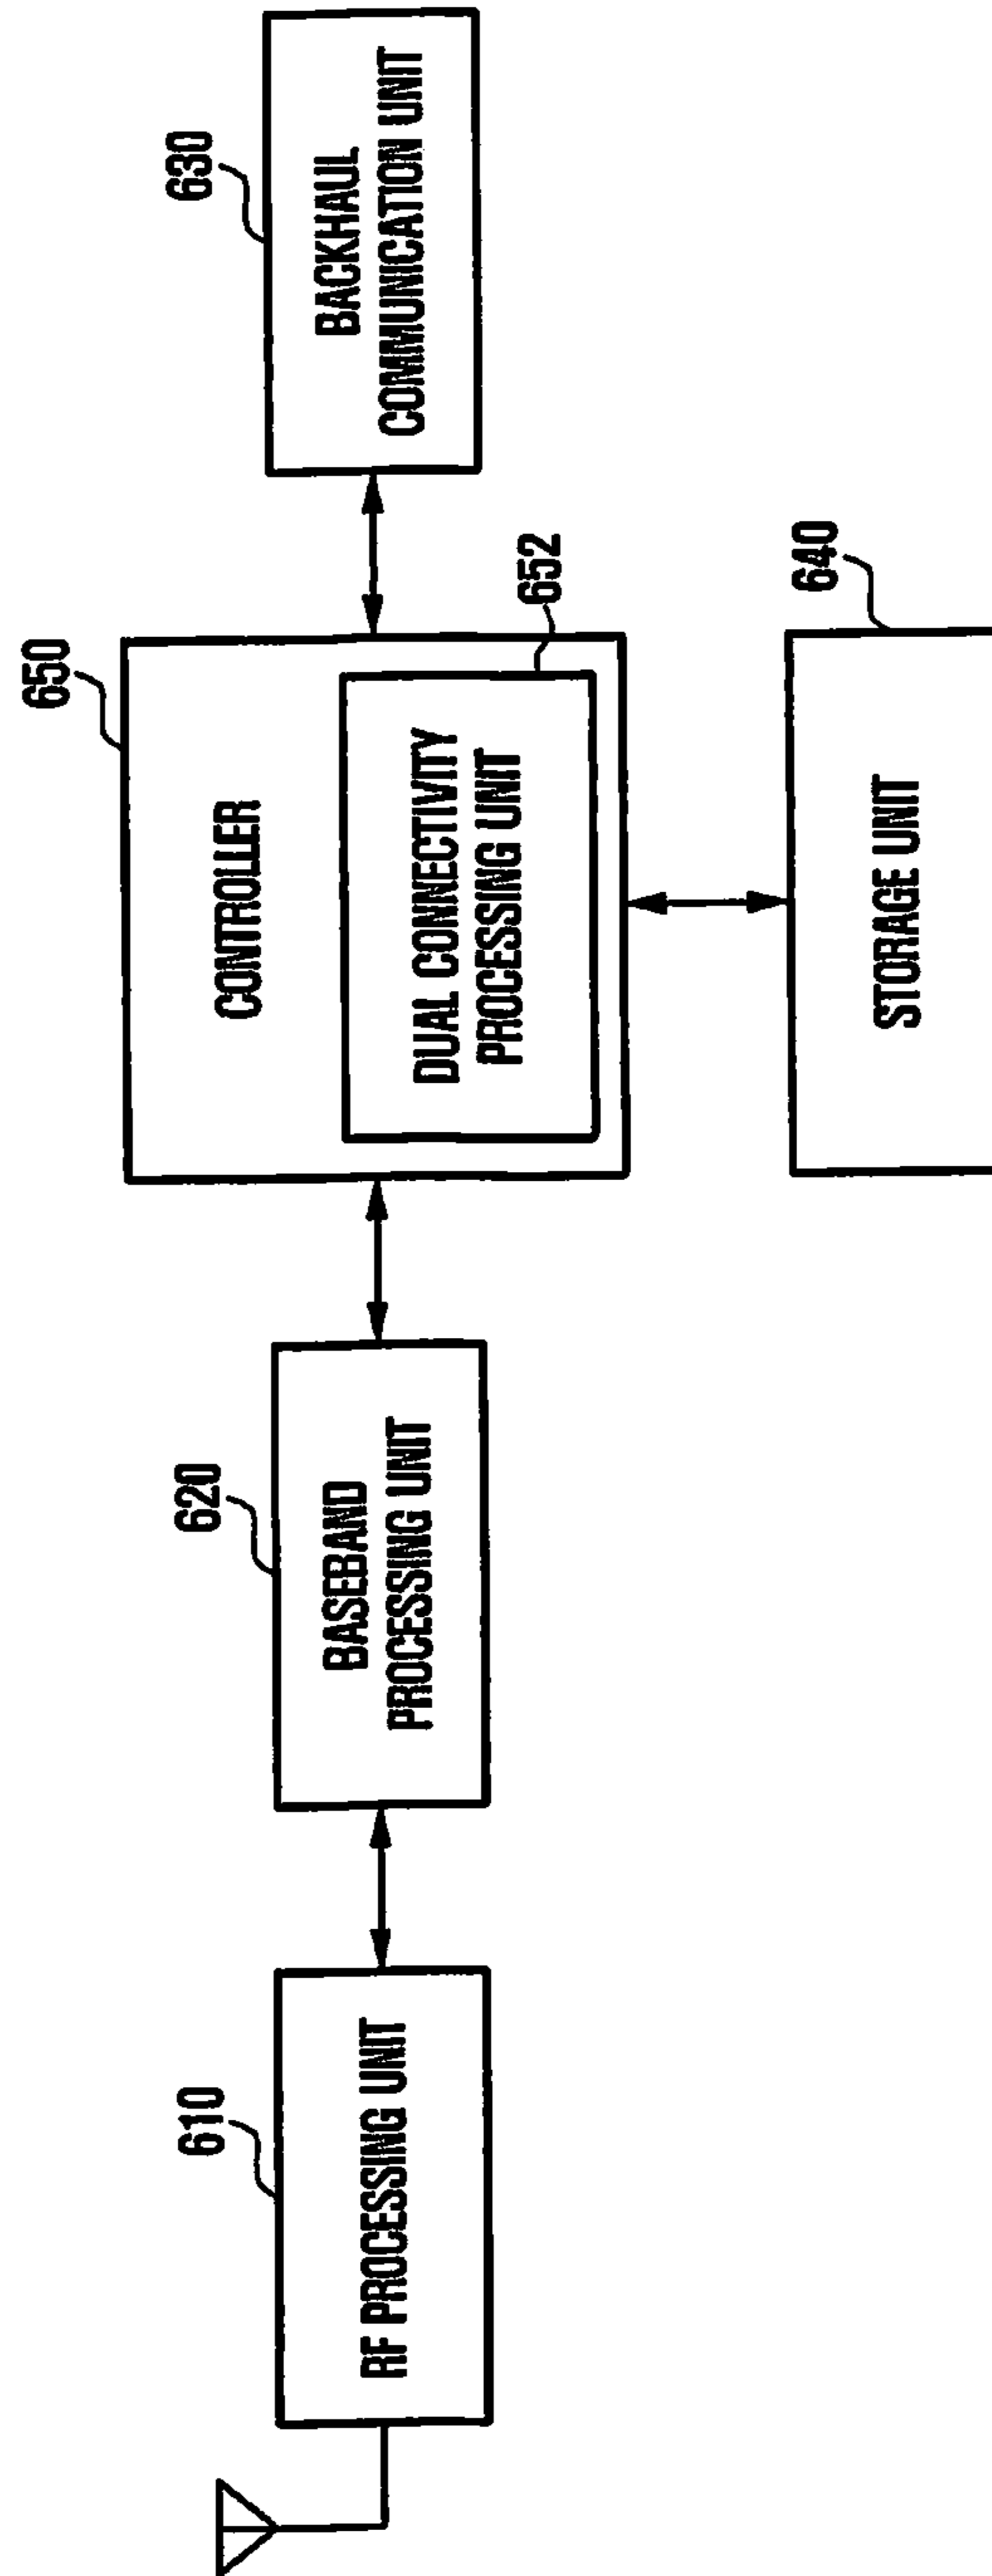 610
RF PROCESSING UNIT
620
BASEBAND
PROCESSING UNIT
650
CONTROLLER
652
DUAL CONNECTIVITY
PROCESSING UNIT
630
BACKHAUL
COMMUNICATION UNIT
640
STORAGE UNIT